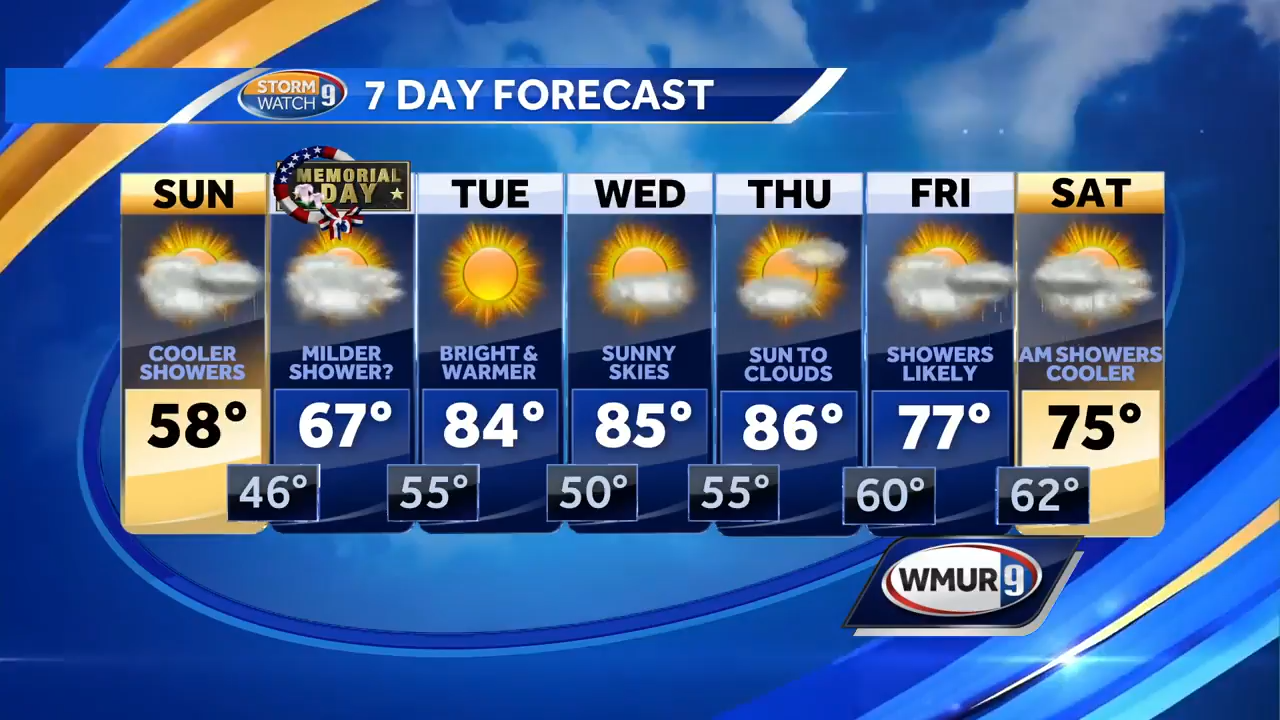 STORM
WATCH 9
7 DAY FORECAST
SUN
MEMORIAL
DAY
TUE
WED
THU
FRI
SAT
COOLER
SHOWERS
MILDER
SHOWER?
BRIGHT &
WARMER
SUNNY
SKIES
SUN TO
CLOUDS
SHOWERS
LIKELY
AM SHOWERS
COOLER
58°
67°
84°
85°
86°
77°
75°
46°
55°
50°
55°
60°
62°
WMUR 9